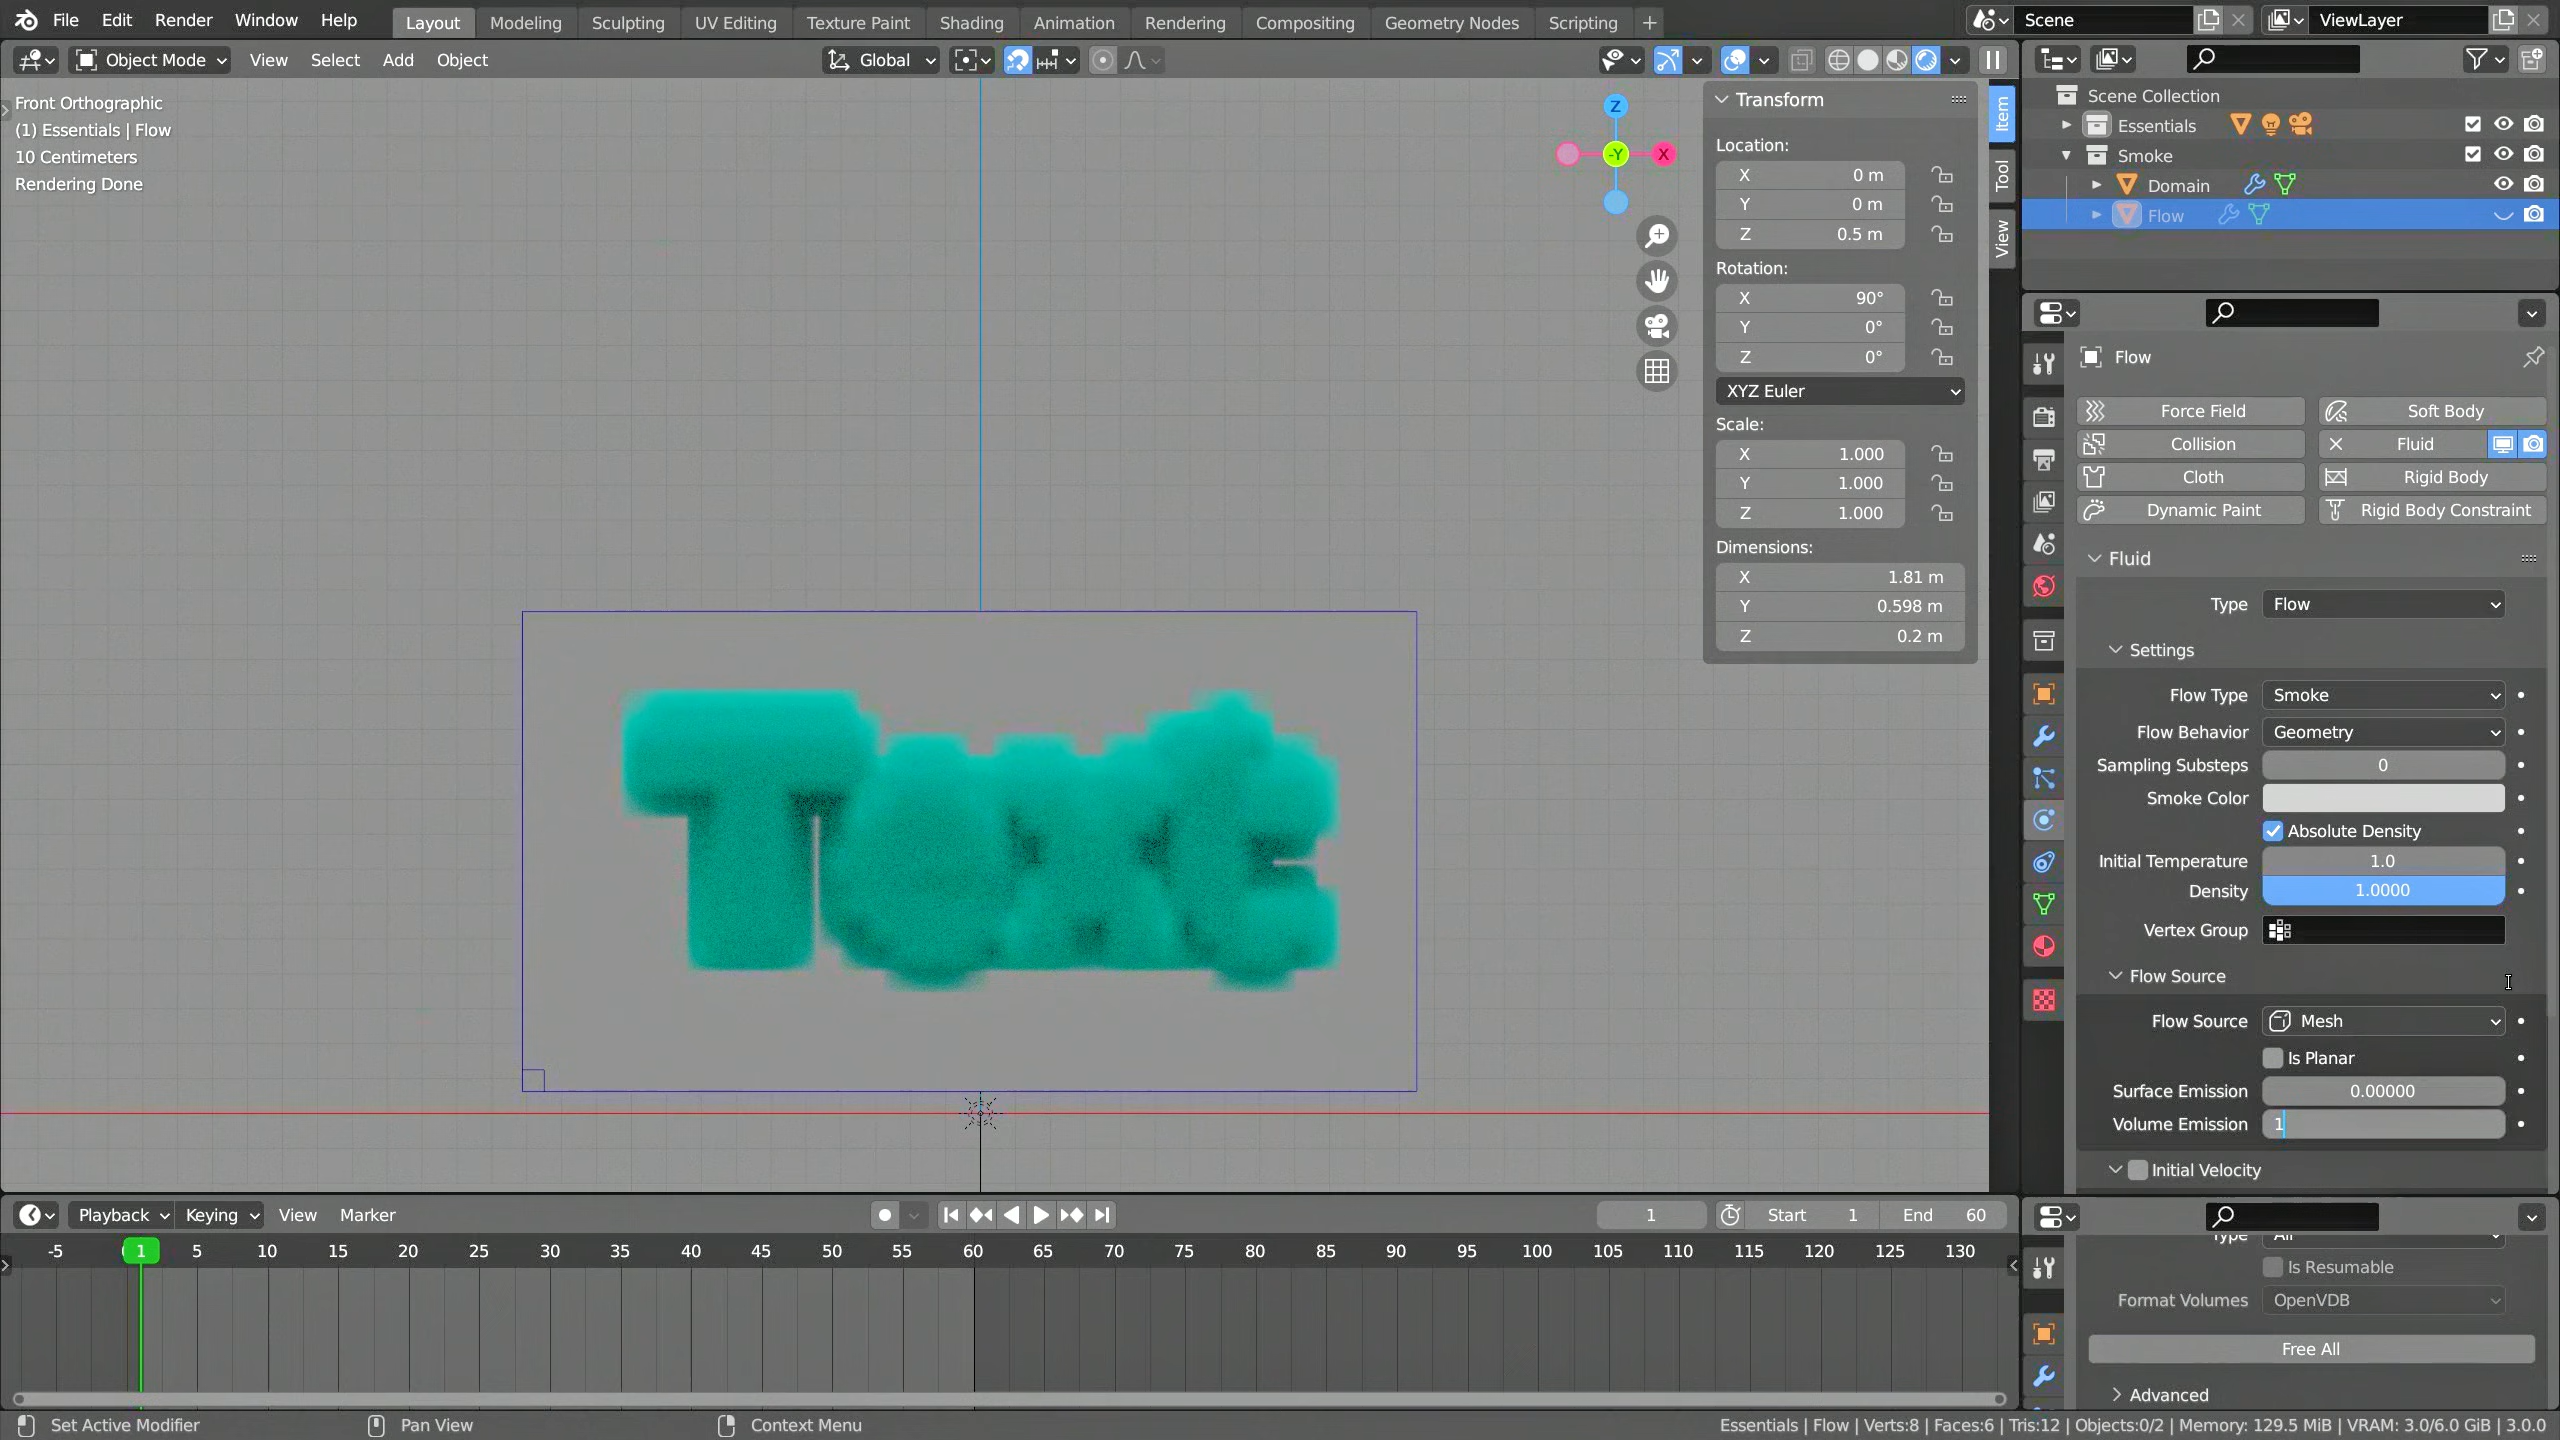 File Edit Render Window Help
Layout Modeling Sculpting UV Editing Texture Paint Shading Animation Rendering Compositing Geometry Nodes Scripting +
Scene
ViewLayer
Object Mode View Select Add Object
Global
Front Orthographic
(1) Essentials | Flow
10 Centimeters
Rendering Done
Z
-Y
X
Item
Tool
View
Transform
Location:
X 0 m
Y 0 m
Z 0.5 m
Rotation:
X 90°
Y 0°
Z 0°
XYZ Euler
Scale:
X 1.000
Y 1.000
Z 1.000
Dimensions:
X 1.81 m
Y 0.598 m
Z 0.2 m
Scene Collection
Essentials
Smoke
Domain
Flow
Flow
Force Field Soft Body
Collision Fluid
Cloth Rigid Body
Dynamic Paint Rigid Body Constraint
Fluid
Type Flow
Settings
Flow Type Smoke
Flow Behavior Geometry
Sampling Substeps 0
Smoke Color
Absolute Density
Initial Temperature 1.0
Density 1.0000
Vertex Group
Flow Source
Flow Source Mesh
Is Planar
Surface Emission 0.00000
Volume Emission 1
Initial Velocity
Playback Keying View Marker
1 Start 1 End 60
-5 1 5 10 15 20 25 30 35 40 45 50 55 60 65 70 75 80 85 90 95 100 105 110 115 120 125 130
Type All
Is Resumable
Format Volumes OpenVDB
Free All
Advanced
Set Active Modifier Pan View Context Menu
Essentials | Flow | Verts:8 | Faces:6 | Tris:12 | Objects:0/2 | Memory: 129.5 MiB | VRAM: 3.0/6.0 GiB | 3.0.0